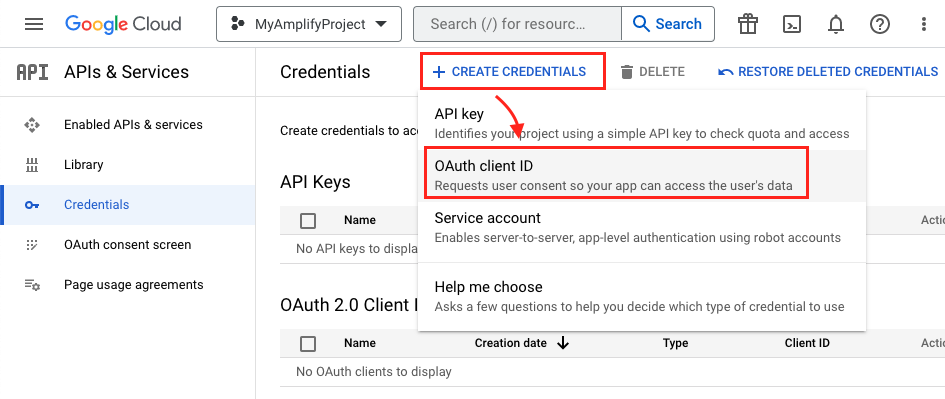 Google Cloud
MyAmplifyProject
Search (/) for resourc...
Search
API
APIs & Services
Enabled APIs & services
Library
Credentials
OAuth consent screen
Page usage agreements
Credentials
+ CREATE CREDENTIALS
DELETE
RESTORE DELETED CREDENTIALS
Create credentials to acc
API key
Identifies your project using a simple API key to check quota and access
OAuth client ID
Requests user consent so your app can access the user's data
Service account
Enables server-to-server, app-level authentication using robot accounts
Help me choose
Asks a few questions to help you decide which type of credential to use
API Keys
Name
Actio
No API keys to displa
OAuth 2.0 Client I
Name Creation date Type Client ID Actio
No OAuth clients to display